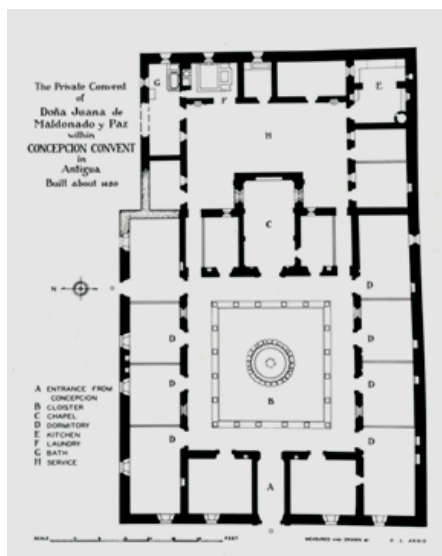 The Private Convent
of
Doña Juana de
Maldonado y Paz
within
CONCEPCION CONVENT
in
Antigua
Built about 1620
G
F
E
H
C
N
D
D
D
D
D
D
D
B
A
A ENTRANCE FROM
CONCEPCION
B CLOISTER
C CHAPEL
D DORMITORY
E KITCHEN
F LAUNDRY
G BATH
H SERVICE
SCALE
FEET
MEASURED AND DRAWN BY